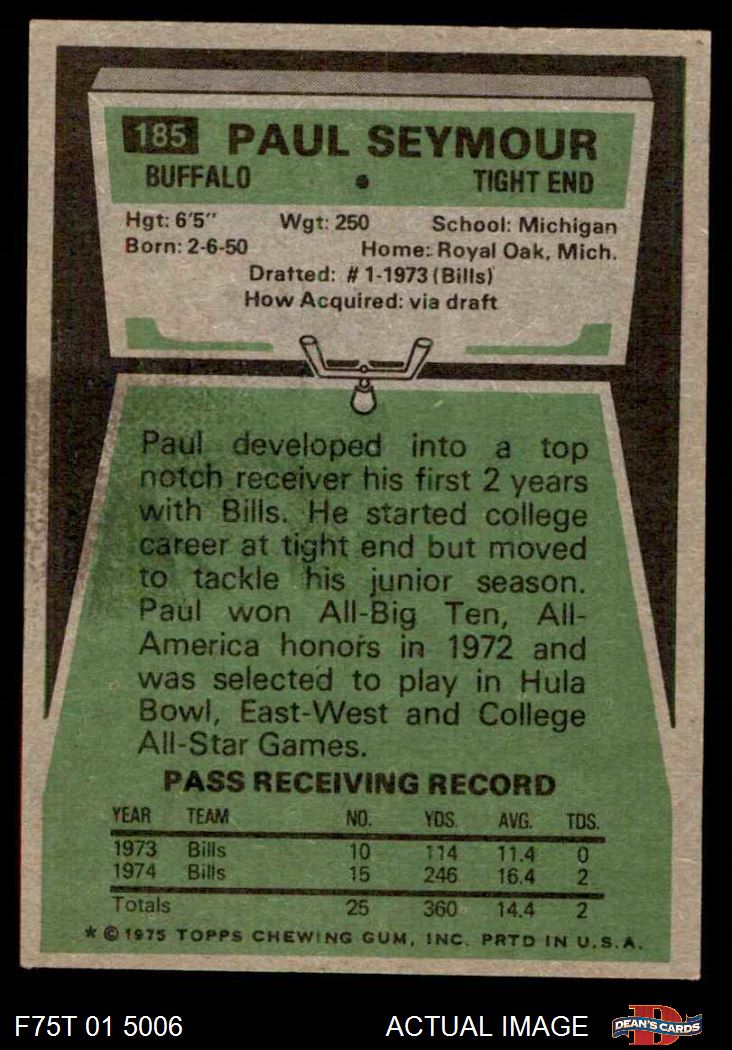 185 PAUL SEYMOUR
BUFFALO • TIGHT END
Hgt: 6'5" Wgt: 250 School: Michigan
Born: 2-6-50 Home: Royal Oak, Mich.
Drafted: #1-1973 (Bills)
How Acquired: via draft
Paul developed into a top
notch receiver his first 2 years
with Bills. He started college
career at tight end but moved
to tackle his junior season.
Paul won All-Big Ten, All-
America honors in 1972 and
was selected to play in Hula
Bowl, East-West and College
All-Star Games.
PASS RECEIVING RECORD
YEAR TEAM NO. YDS. AVG. TDS.
1973 Bills 10 114 11.4 0
1974 Bills 15 246 16.4 2
Totals 25 360 14.4 2
* © 1975 TOPPS CHEWING GUM, INC. PRTD IN U.S.A.
F75T 01 5006 ACTUAL IMAGE DEAN'S CARDS